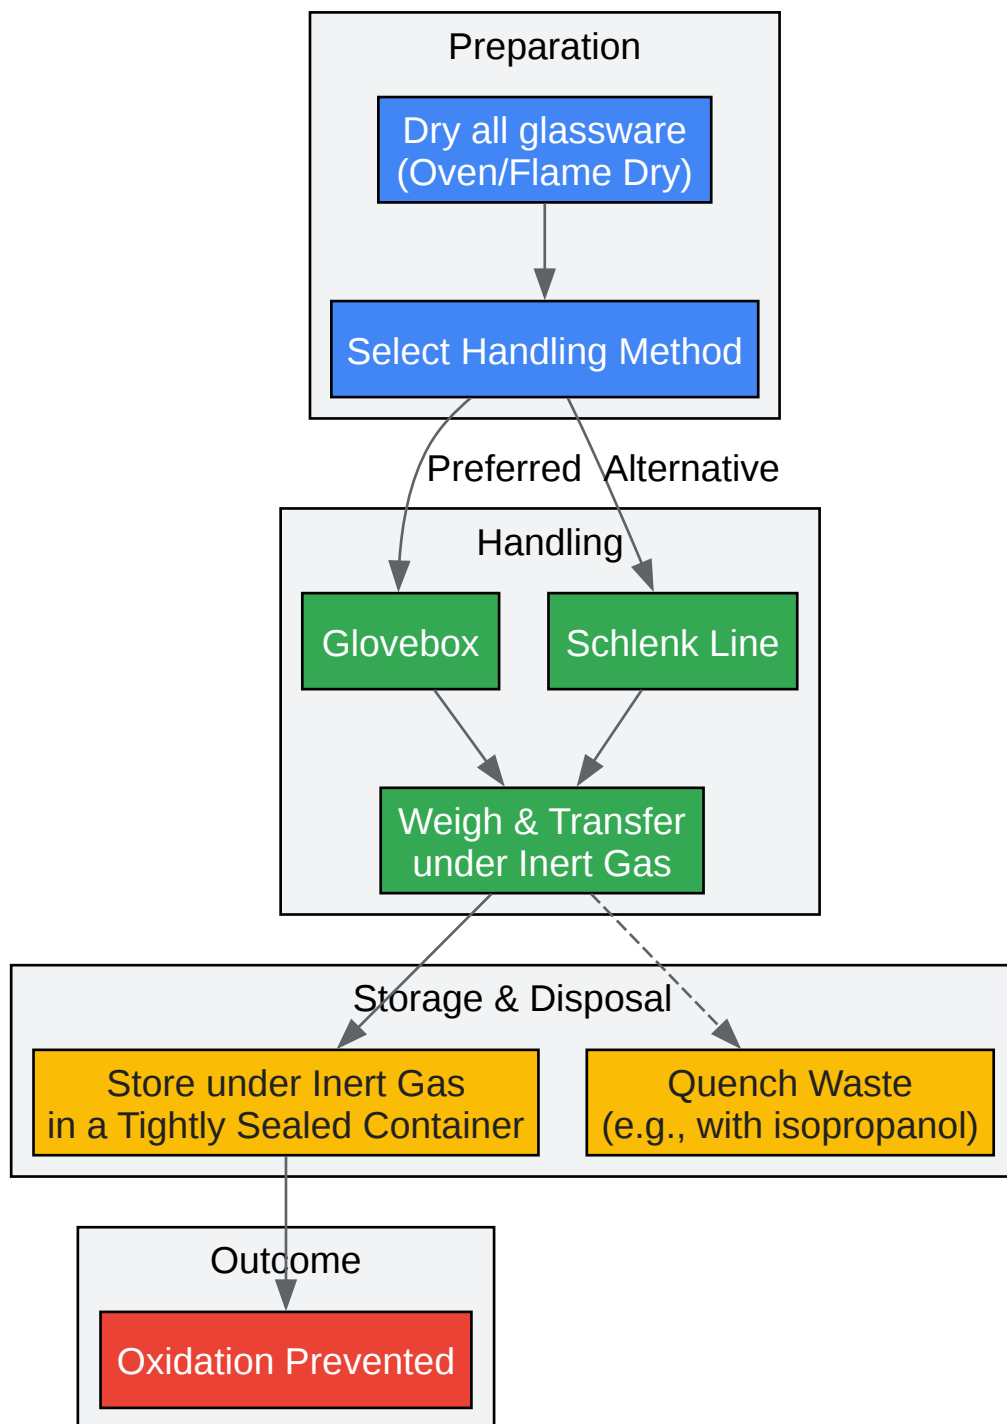 Preparation
Dry all glassware
(Oven/Flame Dry)
Select Handling Method
Preferred
Alternative
Handling
Glovebox
Schlenk Line
Weigh & Transfer
under Inert Gas
Storage & Disposal
Store under Inert Gas
in a Tightly Sealed Container
Quench Waste
(e.g., with isopropanol)
Outcome
Oxidation Prevented